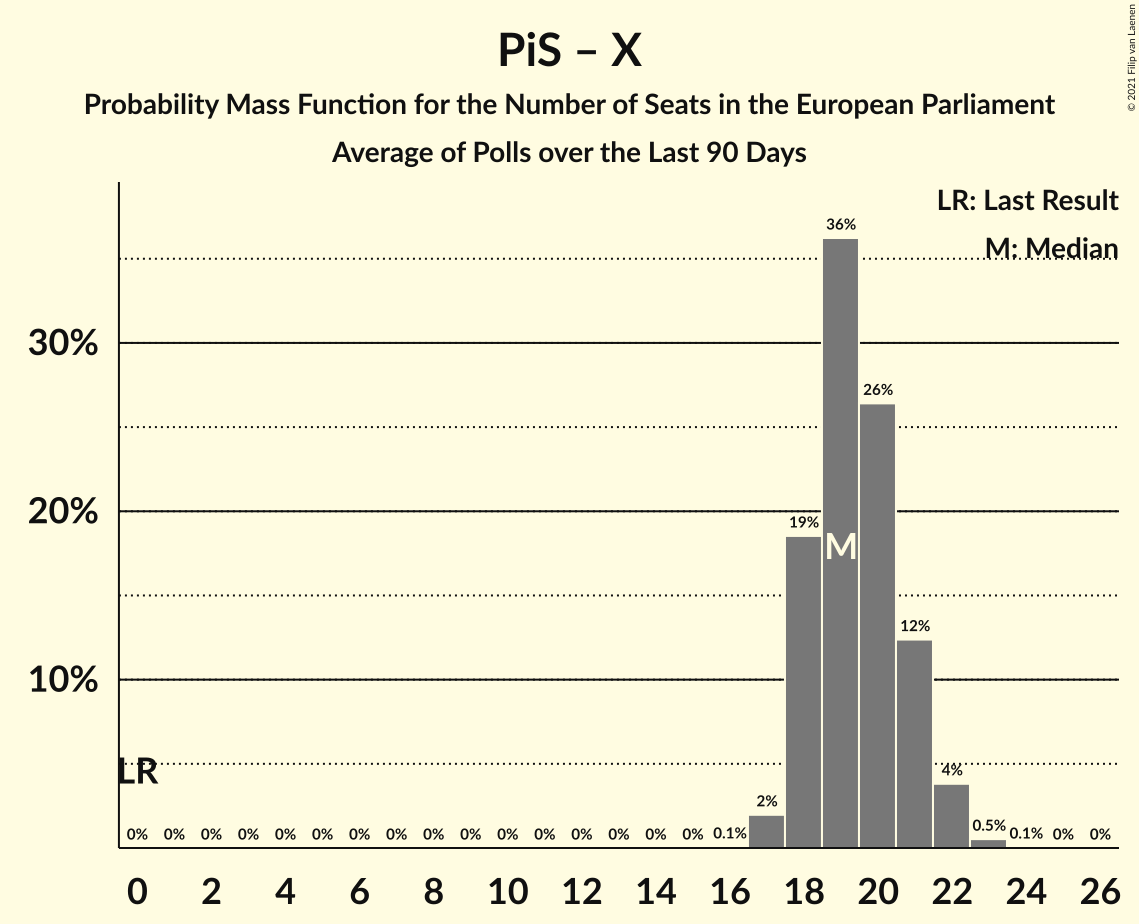 PiS – X
Probability Mass Function for the Number of Seats in the European Parliament
Average of Polls over the Last 90 Days
© 2021 Filip van Laenen
LR: Last Result
M: Median
30%
20%
10%
36%
26%
19%
M
12%
LR
4%
2%
0% 0% 0% 0% 0% 0% 0% 0% 0% 0% 0% 0% 0% 0% 0% 0% 0.1% 0.5% 0.1% 0% 0%
0 2 4 6 8 10 12 14 16 18 20 22 24 26